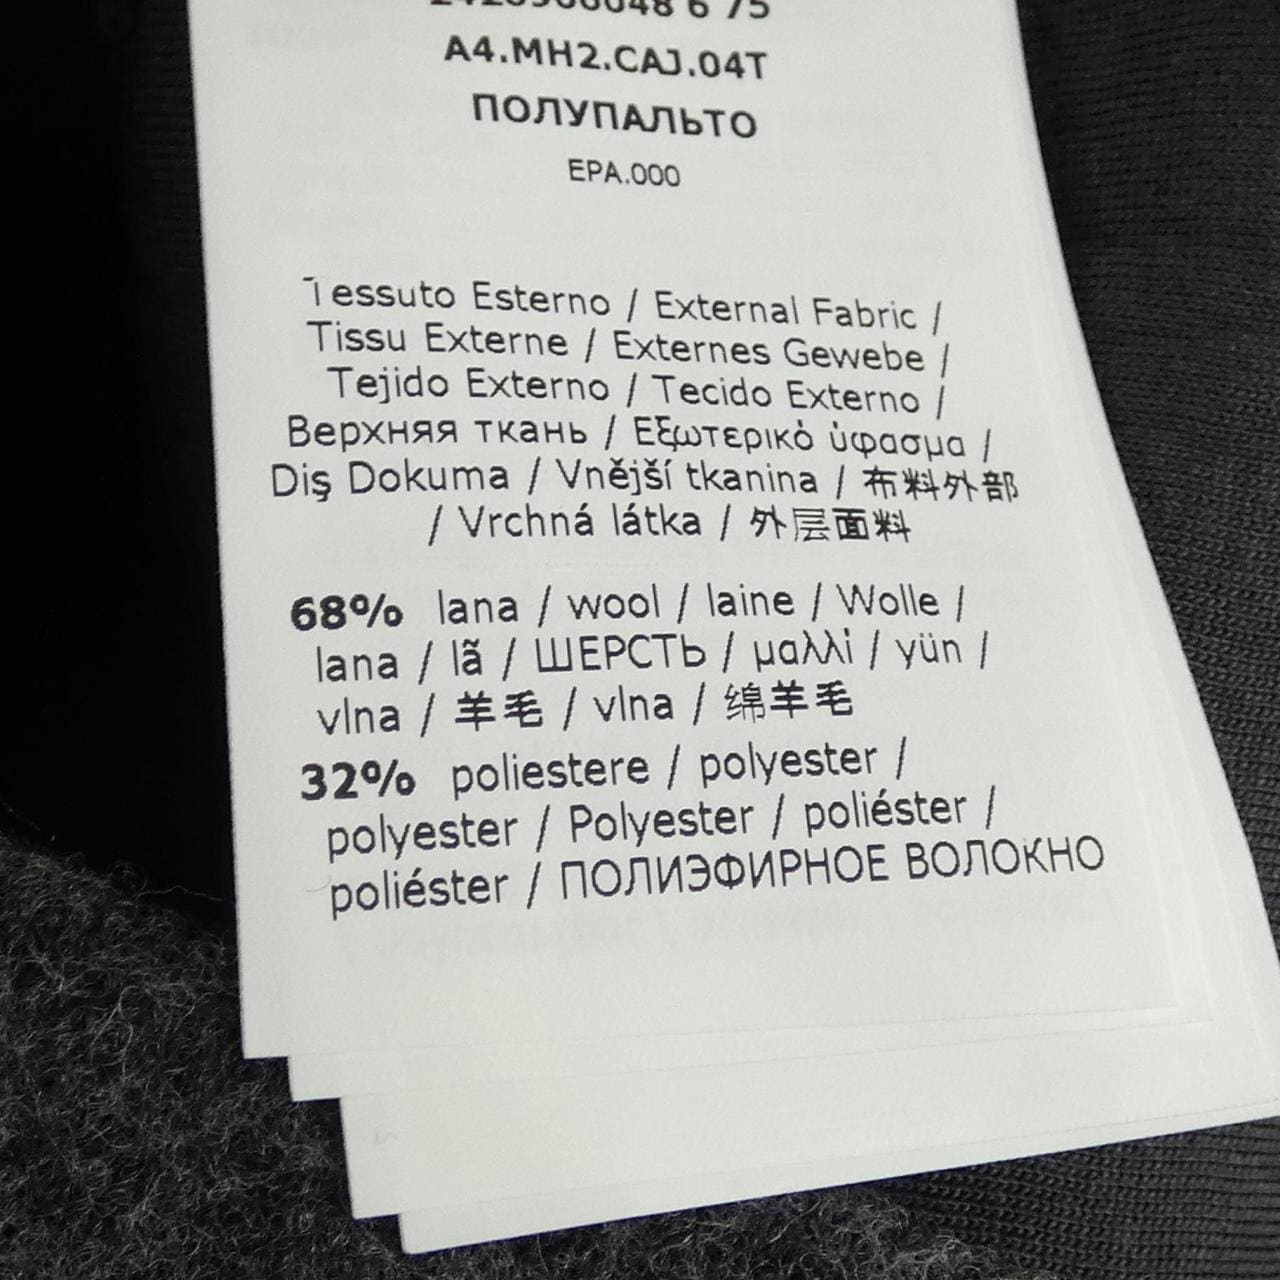 A4.MH2.CAJ.04T
ПОЛУПАЛЬТО
EPA.000
Tessuto Esterno / External Fabric /
Tissu Externe / Externes Gewebe /
Tejido Externo / Tecido Externo /
Верхняя ткань / Εξωτερικό ύφασμα /
Diş Dokuma / Vnější tkanina / 布料外部
/ Vrchná látka / 外层面料
68% lana / wool / laine / Wolle /
lana / lã / ШЕРСТЬ / μαλλί / yün /
vlna / 羊毛 / vlna / 绵羊毛
32% poliestere / polyester /
polyester / Polyester / poliéster /
poliéster / ПОЛИЭФИРНОЕ ВОЛОКНО